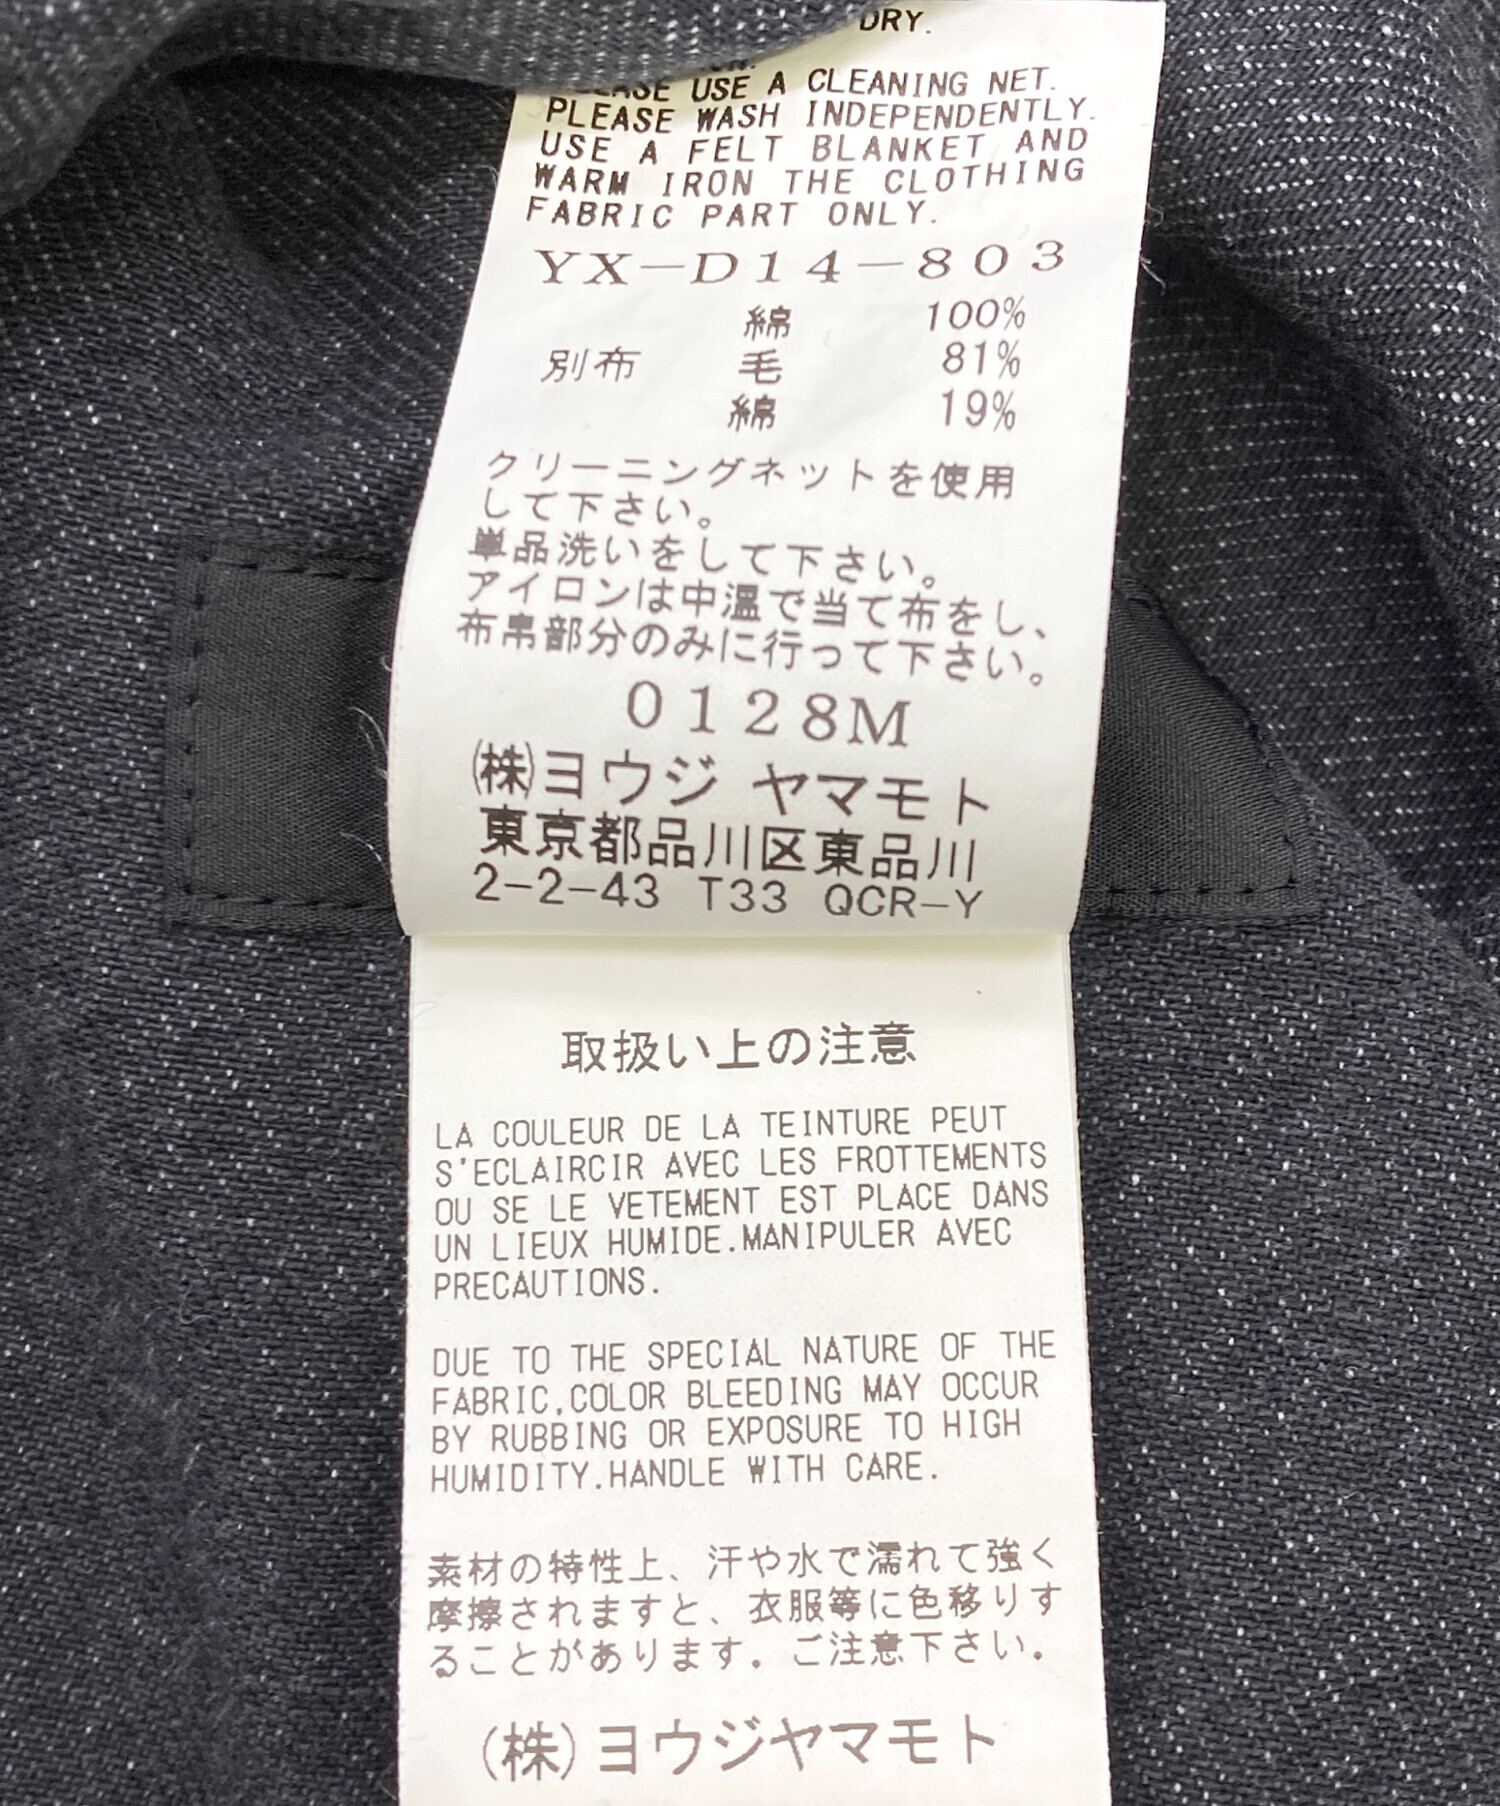 DRY.
USE A CLEANING NET.
PLEASE WASH INDEPENDENTLY.
USE A FELT BLANKET AND
WARM IRON THE CLOTHING
FABRIC PART ONLY.
YX-D14-803
綿 100%
別布 毛 81%
綿 19%
クリーニングネットを使用
して下さい。
単品洗いをして下さい。
アイロンは中温で当て布をし、
布帛部分のみに行って下さい。
0128M
(株)ヨウジ ヤマモト
東京都品川区東品川
2-2-43 T33 QCR-Y
取扱い上の注意
LA COULEUR DE LA TEINTURE PEUT
S'ECLAIRCIR AVEC LES FROTTEMENTS
OU SE LE VETEMENT EST PLACE DANS
UN LIEUX HUMIDE.MANIPULER AVEC
PRECAUTIONS.
DUE TO THE SPECIAL NATURE OF THE
FABRIC,COLOR BLEEDING MAY OCCUR
BY RUBBING OR EXPOSURE TO HIGH
HUMIDITY.HANDLE WITH CARE.
素材の特性上、汗や水で濡れて強く
摩擦されますと、衣服等に色移りす
ることがあります。ご注意下さい。
(株)ヨウジヤマモト